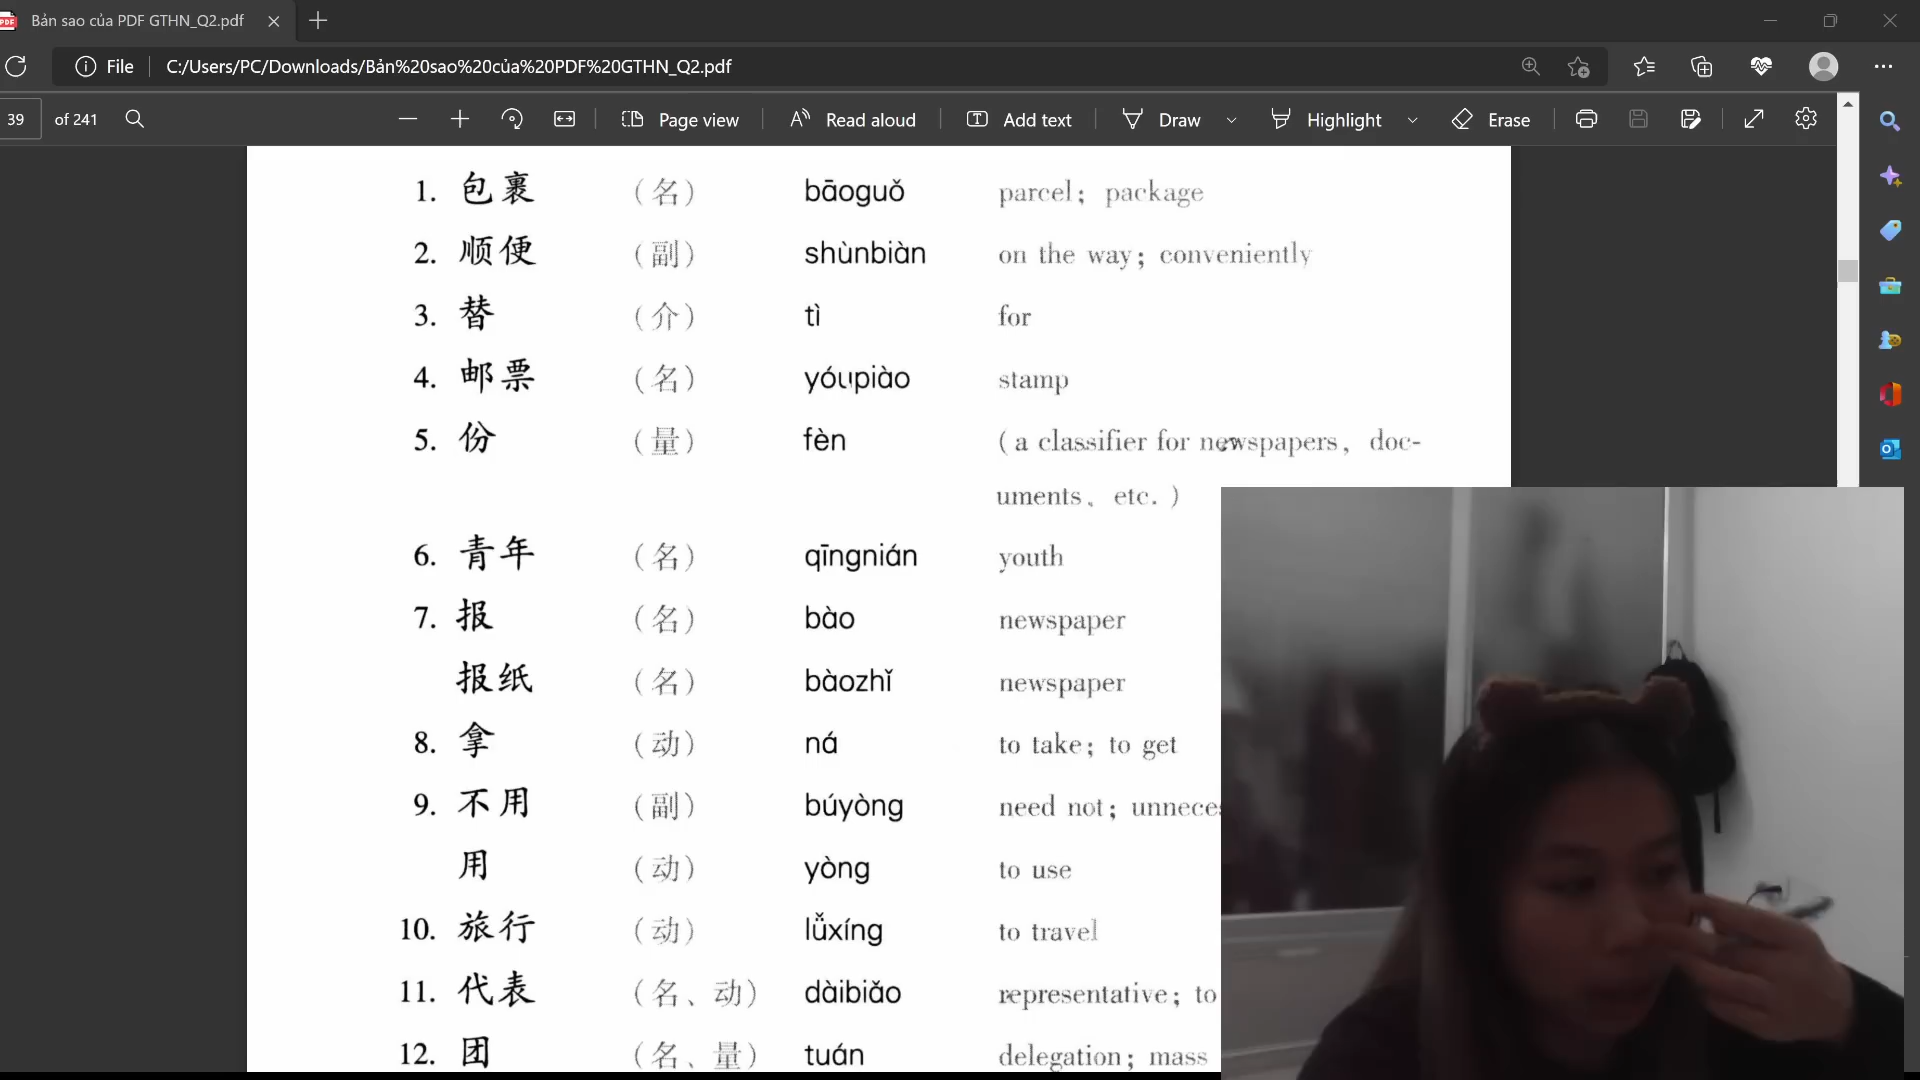 Bản sao của PDF GTHN_Q2.pdf
File C:/Users/PC/Downloads/Bản%20sao%20của%20PDF%20GTHN_Q2.pdf
39 of 241 Page view Read aloud Add text Draw Highlight Erase
1. 包裹 (名) bāoguǒ parcel; package
2. 顺便 (副) shùnbiàn on the way; conveniently
3. 替 (介) tì for
4. 邮票 (名) yóupiào stamp
5. 份 (量) fèn (a classifier for newspapers, doc-
uments, etc.)
6. 青年 (名) qīngnián youth
7. 报 (名) bào newspaper
报纸 (名) bàozhǐ newspaper
8. 拿 (动) ná to take; to get
9. 不用 (副) búyòng need not; unneces
用 (动) yòng to use
10. 旅行 (动) lǚxíng to travel
11. 代表 (名、动) dàibiǎo representative; to
12. 团 (名、量) tuán delegation; mass